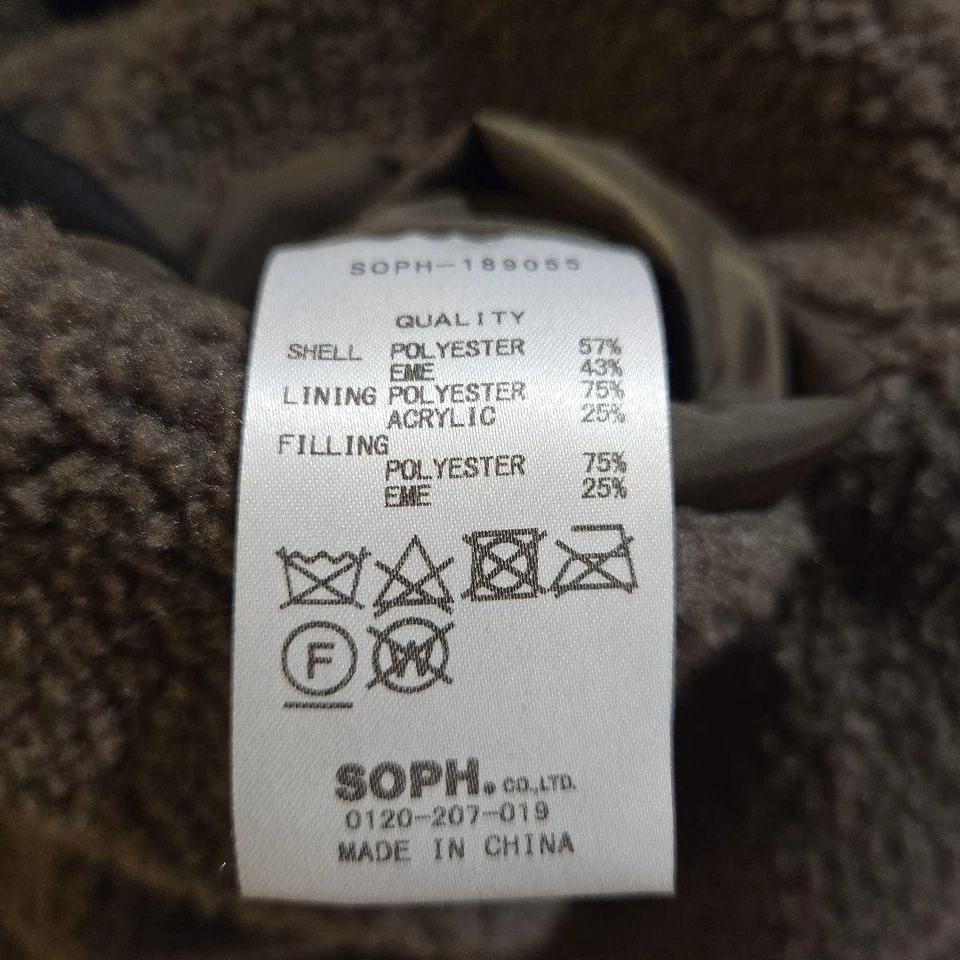 SOPH-189055
QUALITY
SHELL POLYESTER 57%
EME 43%
LINING POLYESTER 75%
ACRYLIC 25%
FILLING
POLYESTER 75%
EME 25%
F
W
SOPH. CO.,LTD.
0120-207-019
MADE IN CHINA